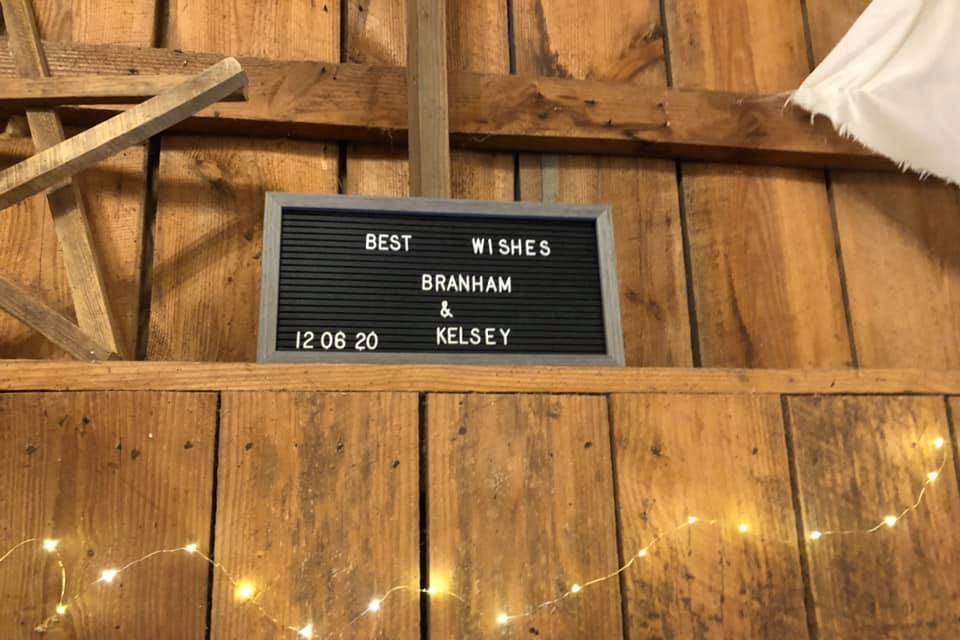 BEST WISHES
BRANHAM
&
KELSEY
12 06 20